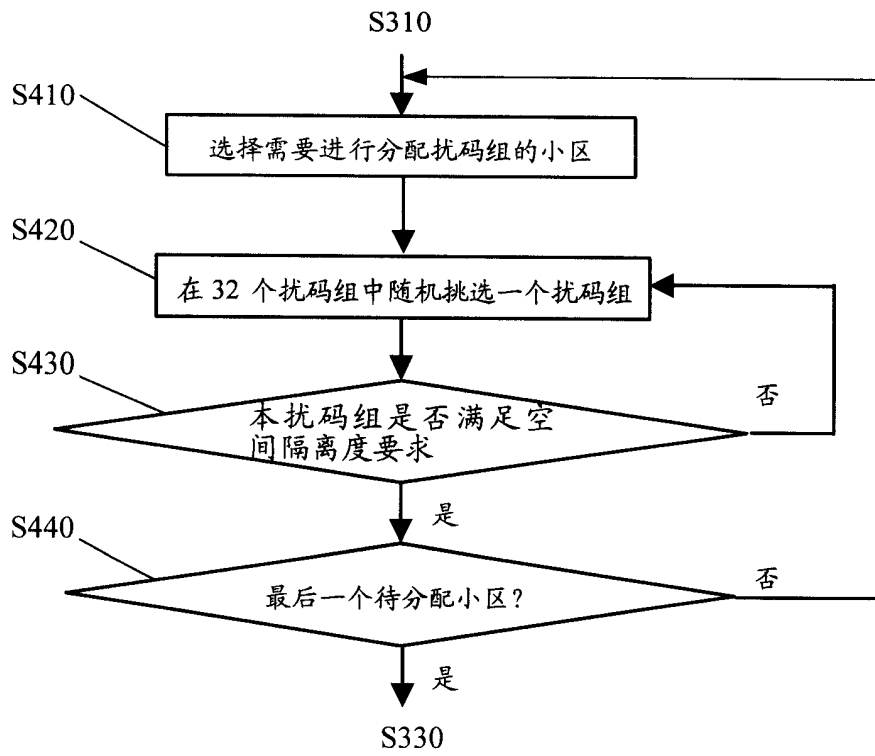 S310
S410
选择需要进行分配扰码组的小区
S420
在 32 个扰码组中随机挑选一个扰码组
S430
本扰码组是否满足空
间隔离度要求
否
是
S440
最后一个待分配小区?
否
是
S330